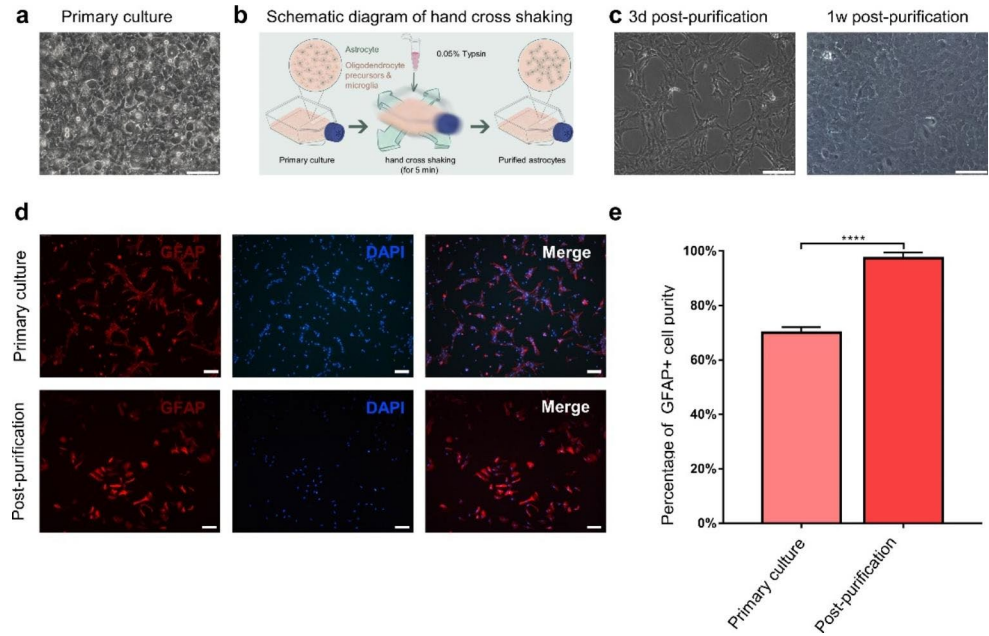 a
Primary culture
b
Schematic diagram of hand cross shaking
Astrocyte
Oligodendrocyte
precursors &
microglia
0.05% Typsin
Primary culture
hand cross shaking
(for 5 min)
Purified astrocytes
c
3d post-purification
1w post-purification
d
Primary culture
GFAP
DAPI
Merge
Post-purification
GFAP
DAPI
Merge
e
Percentage of GFAP+ cell purity
****
100%
80%
60%
40%
20%
0%
Primary culture
Post-purification